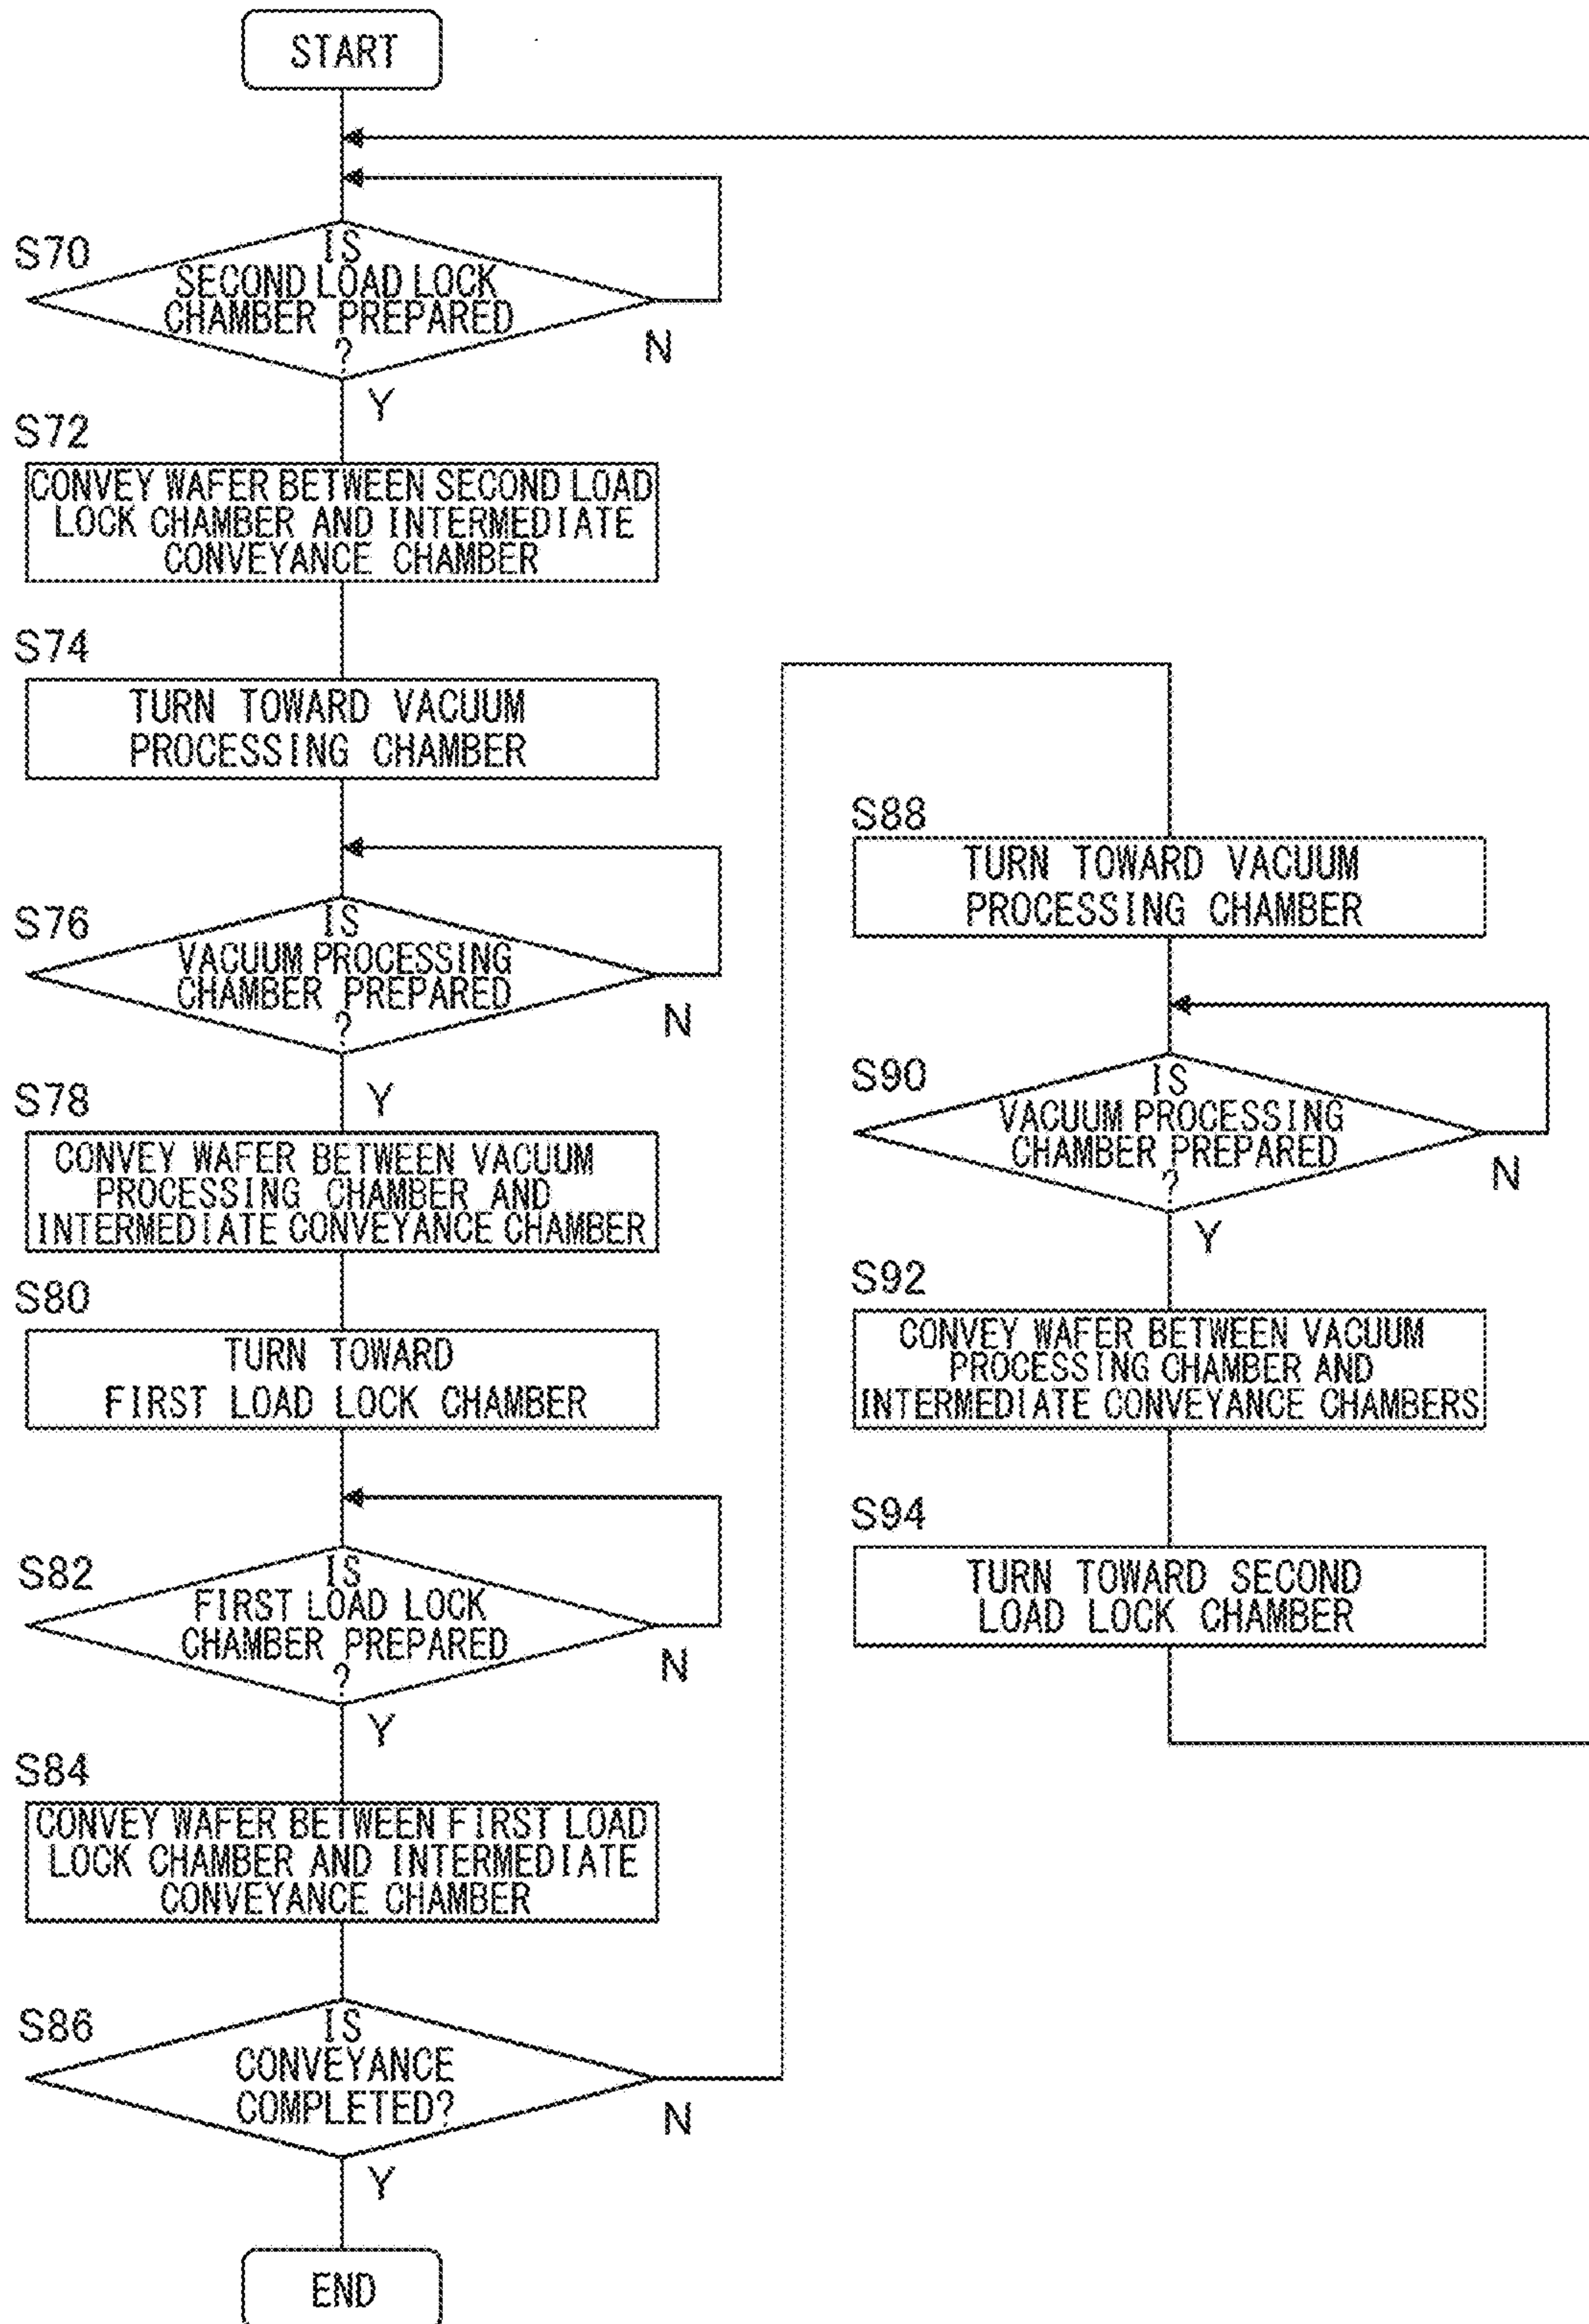 START
S70
IS
SECOND LOAD LOCK
CHAMBER PREPARED
?
N
Y
S72
CONVEY WAFER BETWEEN SECOND LOAD
LOCK CHAMBER AND INTERMEDIATE
CONVEYANCE CHAMBER
S74
TURN TOWARD VACUUM
PROCESSING CHAMBER
S76
IS
VACUUM PROCESSING
CHAMBER PREPARED
?
N
Y
S78
CONVEY WAFER BETWEEN VACUUM
PROCESSING CHAMBER AND
INTERMEDIATE CONVEYANCE CHAMBER
S80
TURN TOWARD
FIRST LOAD LOCK CHAMBER
S82
IS
FIRST LOAD LOCK
CHAMBER PREPARED
?
N
Y
S84
CONVEY WAFER BETWEEN FIRST LOAD
LOCK CHAMBER AND INTERMEDIATE
CONVEYANCE CHAMBER
S86
IS
CONVEYANCE
COMPLETED?
N
Y
END
S88
TURN TOWARD VACUUM
PROCESSING CHAMBER
S90
IS
VACUUM PROCESSING
CHAMBER PREPARED
?
N
Y
S92
CONVEY WAFER BETWEEN VACUUM
PROCESSING CHAMBER AND
INTERMEDIATE CONVEYANCE CHAMBERS
S94
TURN TOWARD SECOND
LOAD LOCK CHAMBER